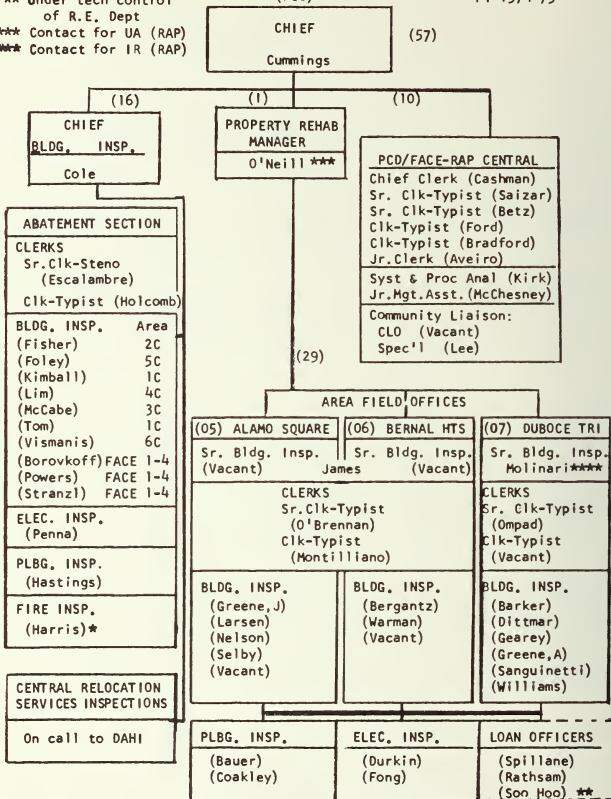 ** Under tech control
of R.E. Dept
*** Contact for UA (RAP)
**** Contact for IR (RAP)
CHIEF
Cummings
(57)
(16)
(1)
(10)
CHIEF
BLDG. INSP.
Cole
PROPERTY REHAB
MANAGER
O'Neill ***
PCD/FACE-RAP CENTRAL
Chief Clerk (Cashman)
Sr. Clk-Typist (Saizar)
Sr. Clk-Typist (Betz)
Clk-Typist (Ford)
Clk-Typist (Bradford)
Jr.Clerk (Aveiro)
Syst & Proc Anal (Kirk)
Jr.Mgt.Asst.(McChesney)
Community Liaison:
CLO (Vacant)
Spec'l (Lee)
ABATEMENT SECTION
CLERKS
Sr.Clk-Steno
(Escalambre)
Clk-Typist (Holcomb)
BLDG. INSP. Area
(Fisher) 2C
(Foley) 5C
(Kimball) 1C
(Lim) 4C
(McCabe) 3C
(Tom) 1C
(Vismanis) 6C
(Borovkoff) FACE 1-4
(Powers) FACE 1-4
(Stranzl) FACE 1-4
ELEC. INSP.
(Penna)
PLBG. INSP.
(Hastings)
FIRE INSP.
(Harris)*
CENTRAL RELOCATION
SERVICES INSPECTIONS
On call to DAHI
(29)
AREA FIELD OFFICES
(05) ALAMO SQUARE (06) BERNAL HTS (07) DUBOCE TRI
Sr. Bldg. Insp. Sr. Bldg. Insp. Sr. Bldg. Insp.
(Vacant) James (Vacant) Molinari****
CLERKS
Sr.Clk-Typist
(O'Brennan)
Clk-Typist
(Montilliano)
CLERKS
Sr. Clk-Typist
(Ompad)
Clk-Typist
(Vacant)
BLDG. INSP.
(Greene,J)
(Larsen)
(Nelson)
(Selby)
(Vacant)
BLDG. INSP.
(Bergantz)
(Warman)
(Vacant)
BLDG. INSP.
(Barker)
(Dittmar)
(Gearey)
(Greene,A)
(Sanguinetti)
(Williams)
PLBG. INSP.
(Bauer)
(Coakley)
ELEC. INSP.
(Durkin)
(Fong)
LOAN OFFICERS
(Spillane)
(Rathsam)
(Soo Hoo) **